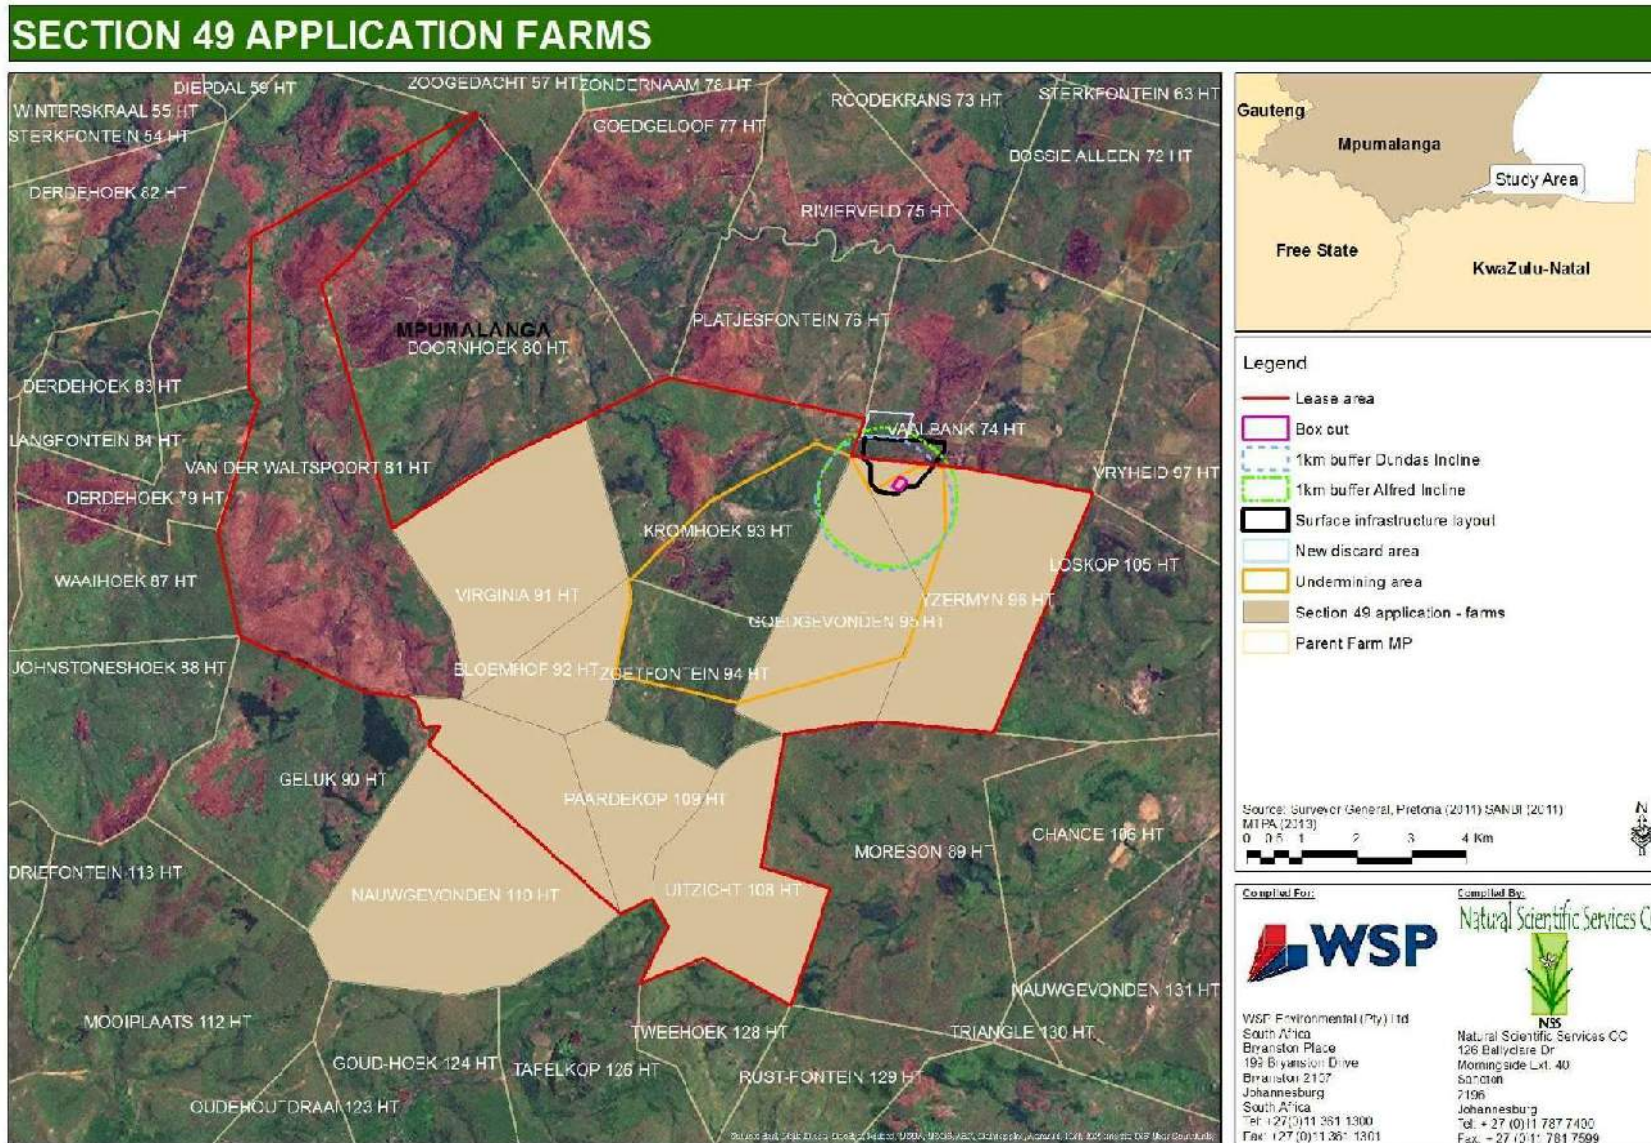 SECTION 49 APPLICATION FARMS
DIEPDAL 59 HT
ZOOGEDACHT 57 HT
ZONDERNAAM 78 HT
WINTERSKRAAL 55 HT
ROODEKRANS 73 HT
STERKFONTEIN 63 HT
STERKFONTEIN 54 HT
GOEDGELOOF 77 HT
BOSSIE ALLEEN 72 HT
DERDEHOEK 82 HT
RIVIERVELD 75 HT
PLATJESFONTEIN 76 HT
MPUMALANGA
DOORNHOEK 80 HT
DERDEHOEK 83 HT
LANGFONTEIN 84 HT
VAALBANK 74 HT
VAN DER WALTSPOORT 81 HT
VRYHEID 97 HT
DERDEHOEK 79 HT
KROMHOEK 93 HT
LOSKOP 105 HT
WAAIHOEK 87 HT
VIRGINIA 91 HT
YZERMYN 96 HT
GOEDGEVONDEN 95 HT
JOHNSTONESHOEK 88 HT
BLOEMHOF 92 HT
ZOETFONTEIN 94 HT
GELUK 90 HT
PAARDEKOP 109 HT
CHANCE 106 HT
MORESON 89 HT
DRIEFONTEIN 113 HT
NAUWGEVONDEN 110 HT
UITZICHT 108 HT
NAUWGEVONDEN 131 HT
MOOIPLAATS 112 HT
TWEEHOEK 128 HT
TRIANGLE 130 HT
GOUD-HOEK 124 HT
TAFELKOP 126 HT
RUST-FONTEIN 129 HT
OUDEHOUTDRAAI 123 HT
Gauteng
Mpumalanga
Study Area
Free State
KwaZulu-Natal
Legend
Lease area
Box cut
1km buffer Dundas Incline
1km buffer Alfred Incline
Surface infrastructure layout
New discard area
Undermining area
Section 49 application - farms
Parent Farm MP
Source: Surveyor General, Pretoria (2011) SANBI (2011)
MTPA (2013)
0 0.5 1 2 3 4 Km
N
Compiled For:
WSP
WSP Environmental (Pty) Ltd
South Africa
Bryanston Place
199 Bryanston Drive
Bryanston 2107
Johannesburg
South Africa
Tel: +27(0)11 361 1300
Fax: +27 (0)11 361 1301
Compiled By:
Natural Scientific Services C
NSS
Natural Scientific Services CC
126 Ballyclare Dr
Morningside Ext. 40
Sandton
2196
Johannesburg
Tel: + 27 (0)11 787 7400
Fax: + 27 (0)11 781 7599